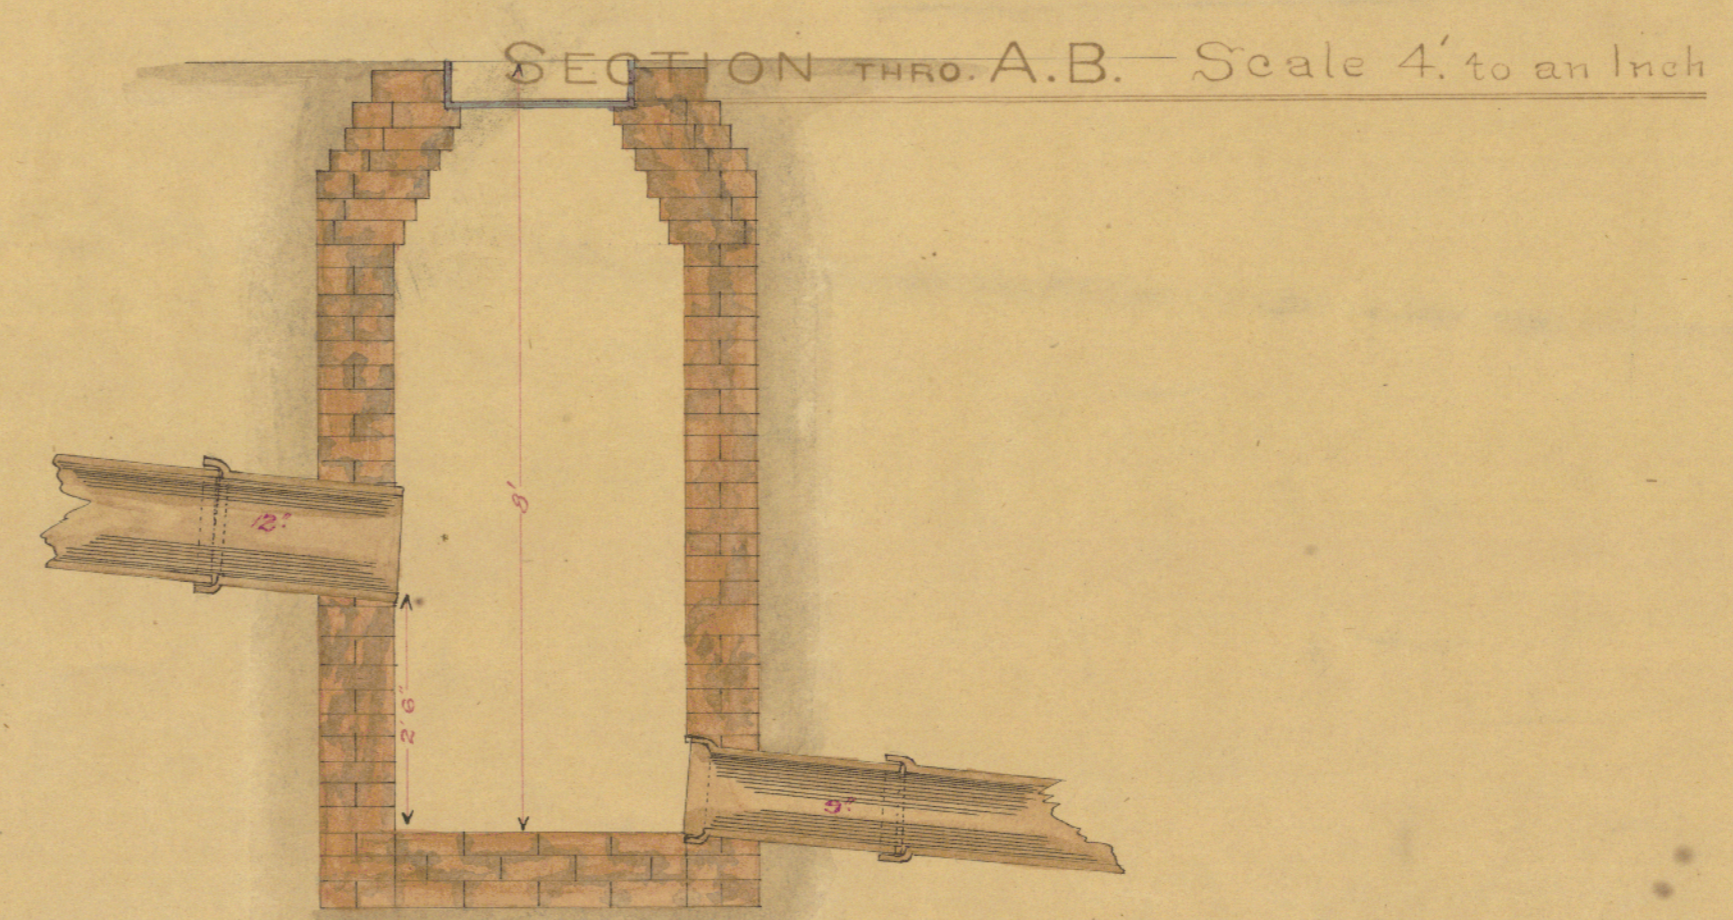 SECTION THRO. A.B. — Scale 4.' to an Inch
8'
12"
2' 6"
9"